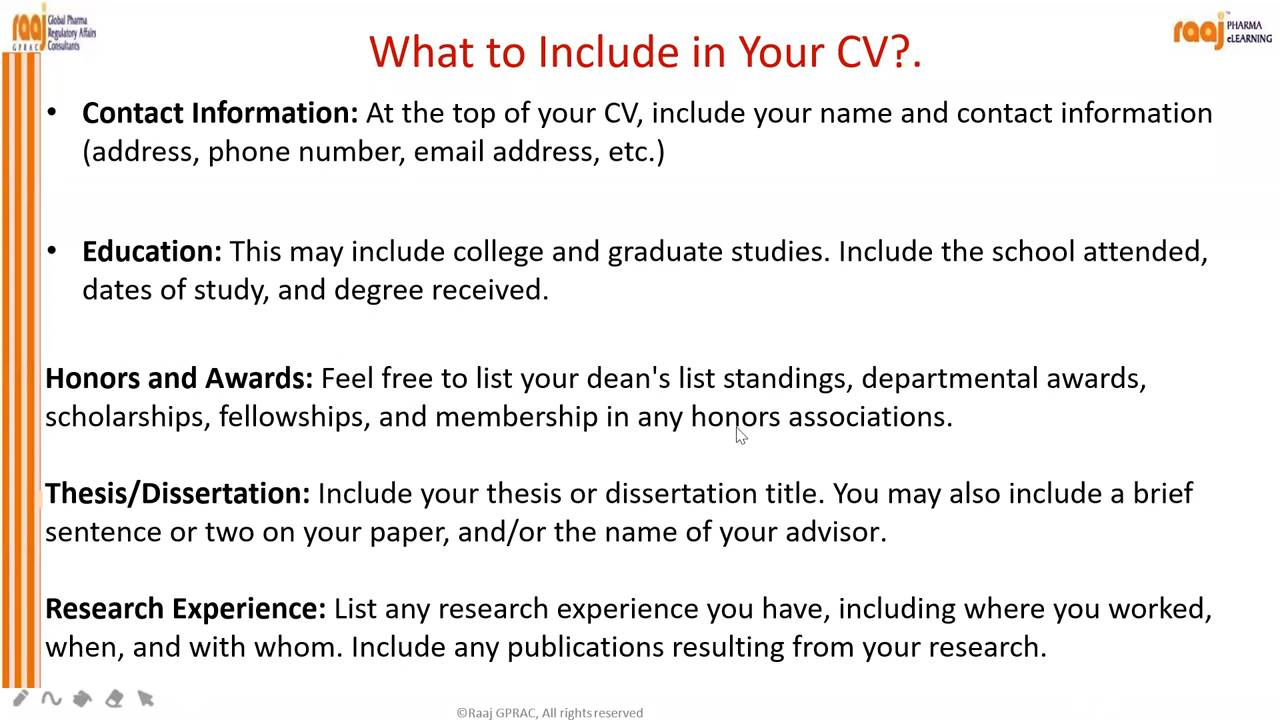 raaj
GPRAC
Global Pharma
Regulatory Affairs
Consultants
What to Include in Your CV?.
raaj
PHARMA
eLEARNING
• Contact Information: At the top of your CV, include your name and contact information
(address, phone number, email address, etc.)
• Education: This may include college and graduate studies. Include the school attended,
dates of study, and degree received.
Honors and Awards: Feel free to list your dean's list standings, departmental awards,
scholarships, fellowships, and membership in any honors associations.
Thesis/Dissertation: Include your thesis or dissertation title. You may also include a brief
sentence or two on your paper, and/or the name of your advisor.
Research Experience: List any research experience you have, including where you worked,
when, and with whom. Include any publications resulting from your research.
©Raaj GPRAC, All rights reserved